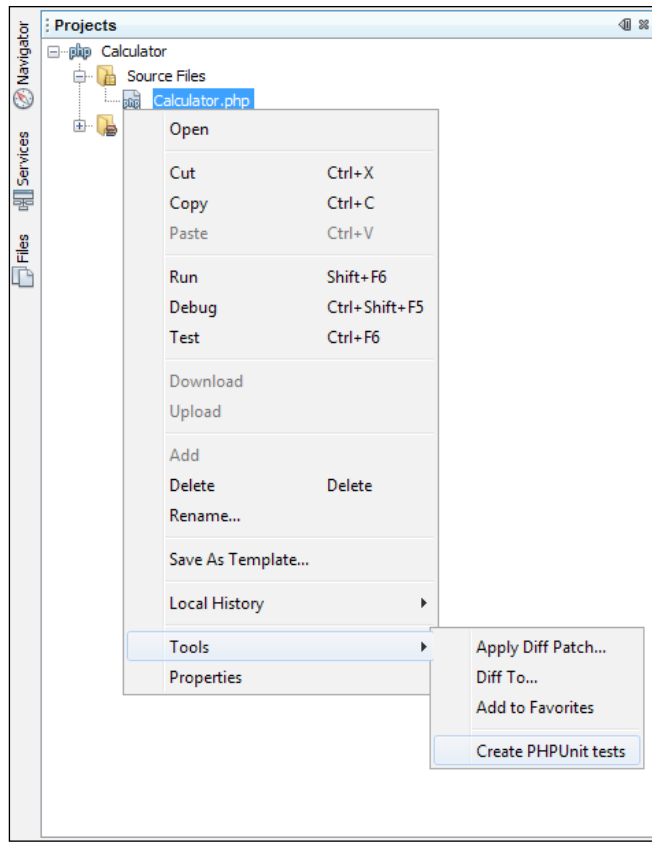 Navigator
Services
Files
Projects
php Calculator
Source Files
php Calculator.php
Open
Cut Ctrl+X
Copy Ctrl+C
Paste Ctrl+V
Run Shift+F6
Debug Ctrl+Shift+F5
Test Ctrl+F6
Download
Upload
Add
Delete Delete
Rename...
Save As Template...
Local History
Tools
Properties
Apply Diff Patch...
Diff To...
Add to Favorites
Create PHPUnit tests